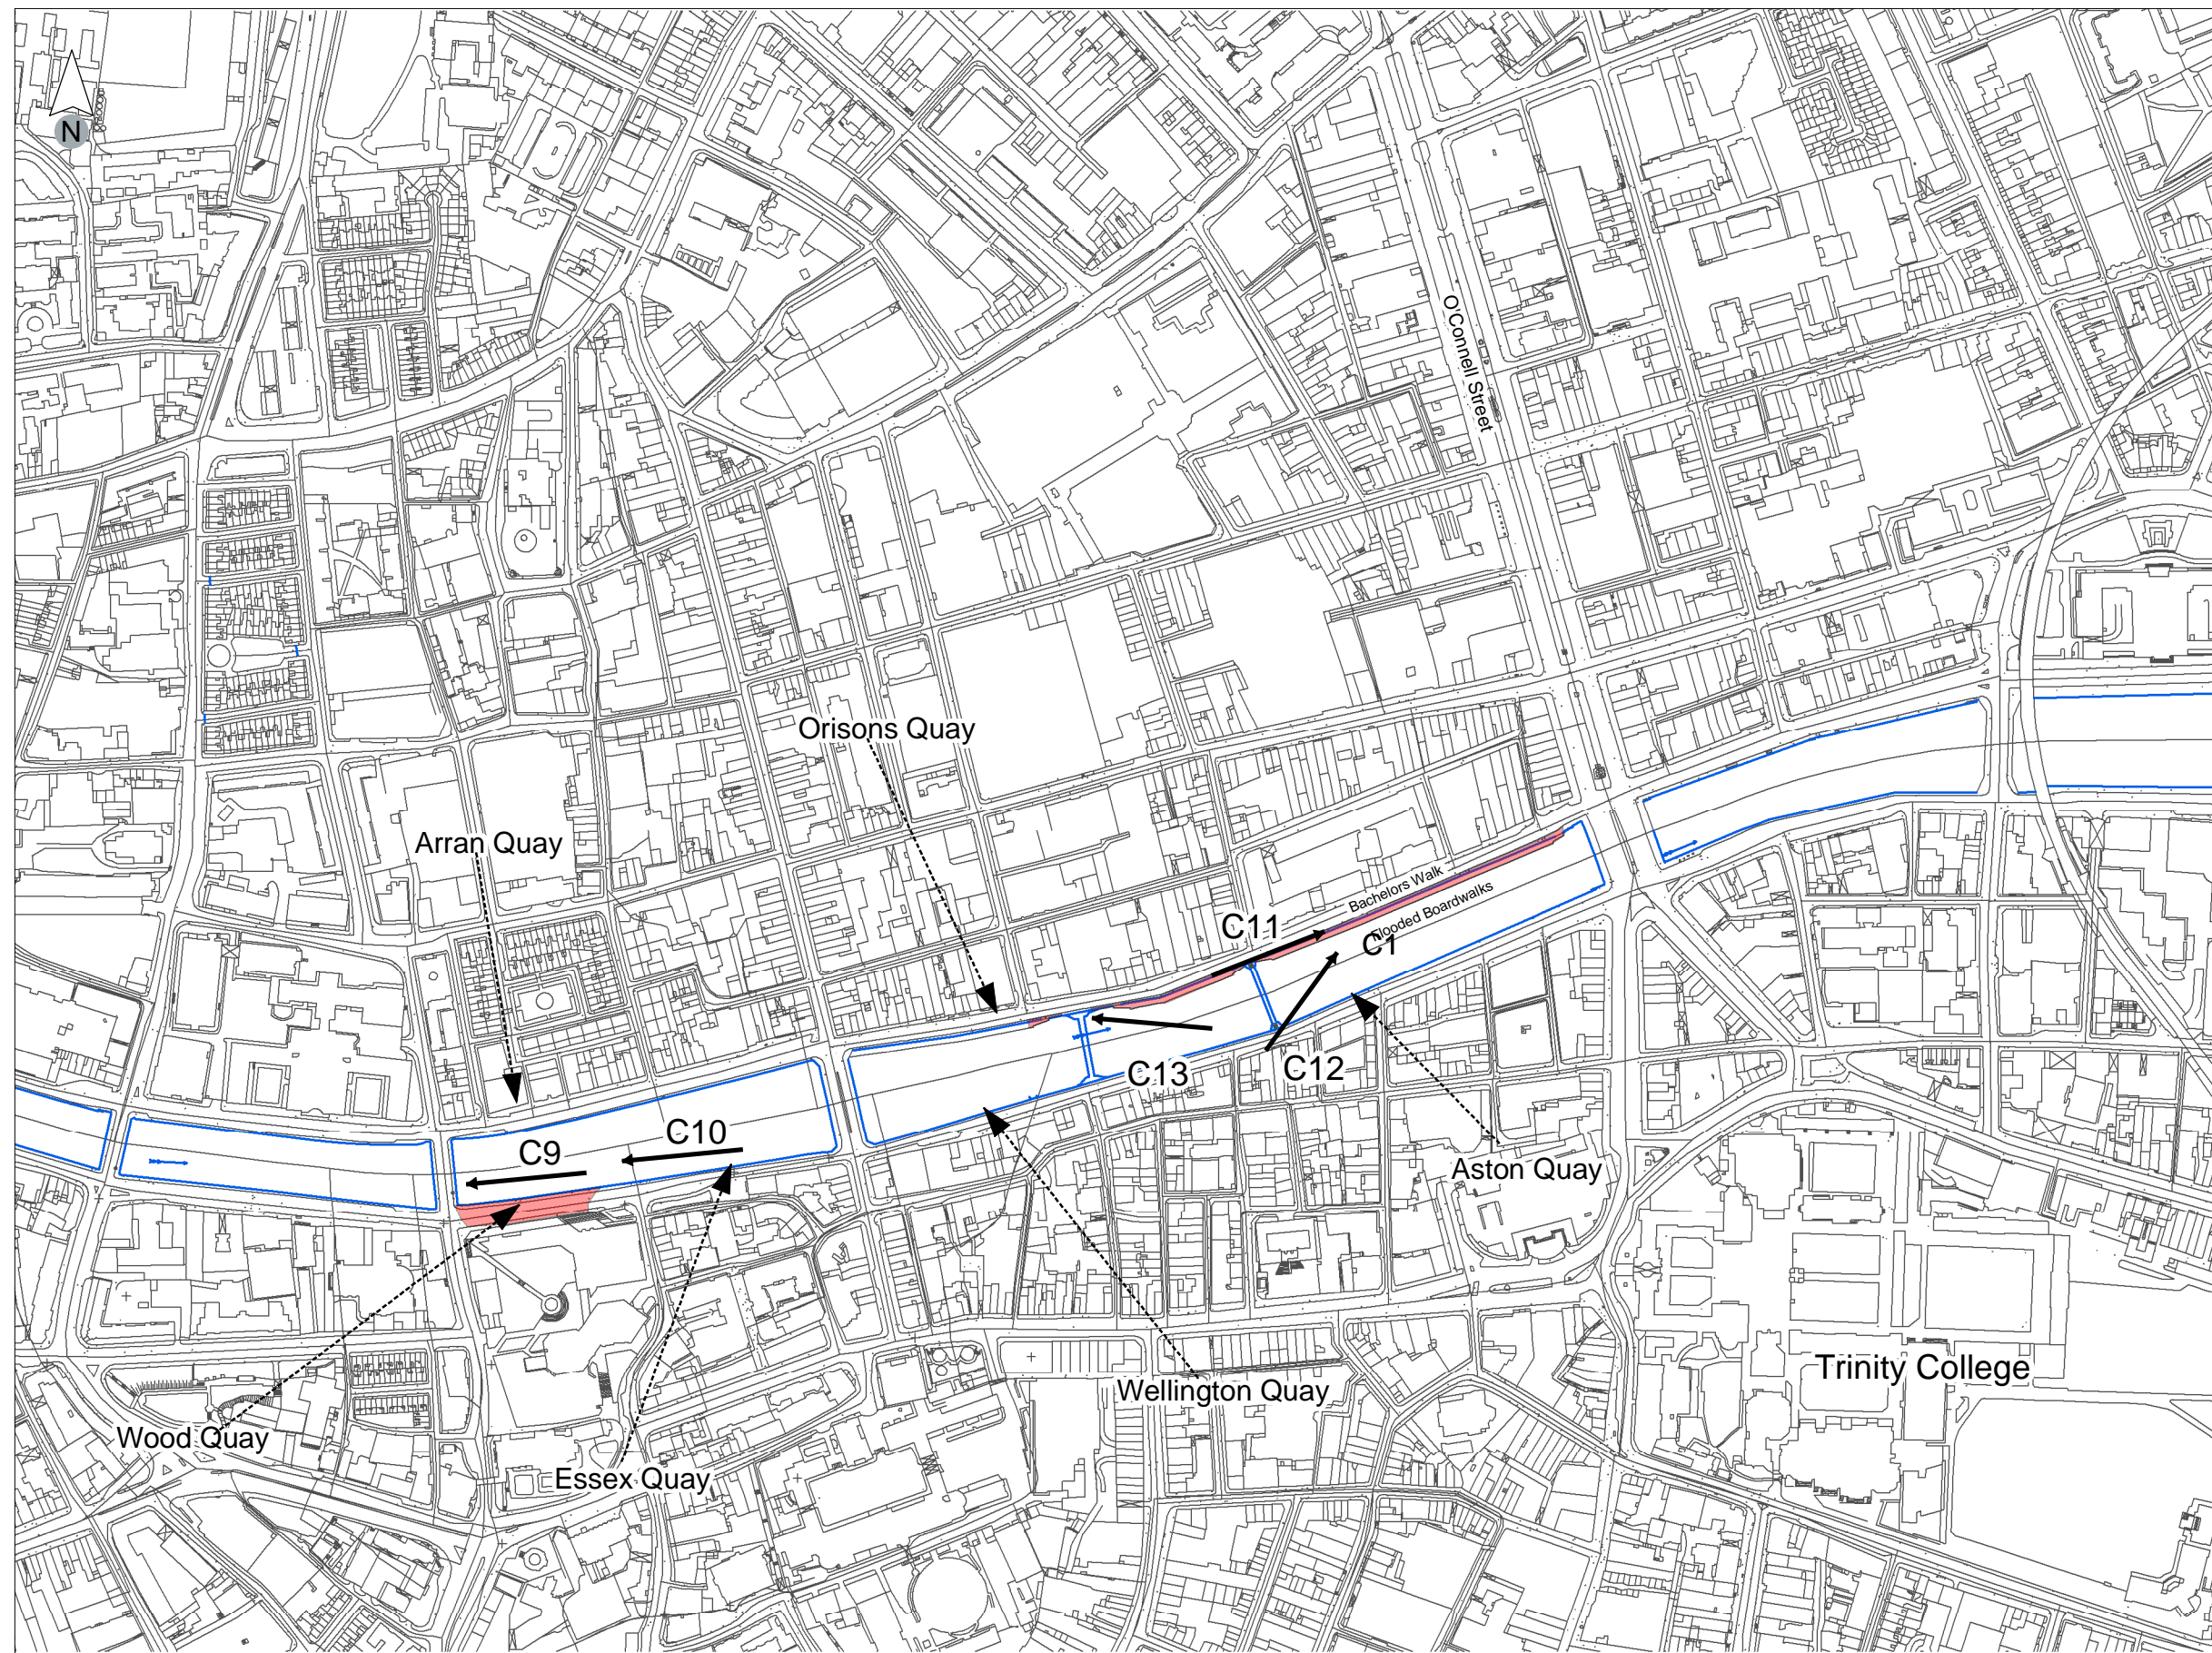 N
O'Connell Street
Orisons Quay
Arran Quay
Bachelors Walk
Flooded Boardwalks
C11
C1
C13
C12
C10
C9
Aston Quay
Trinity College
Wellington Quay
Wood Quay
Essex Quay